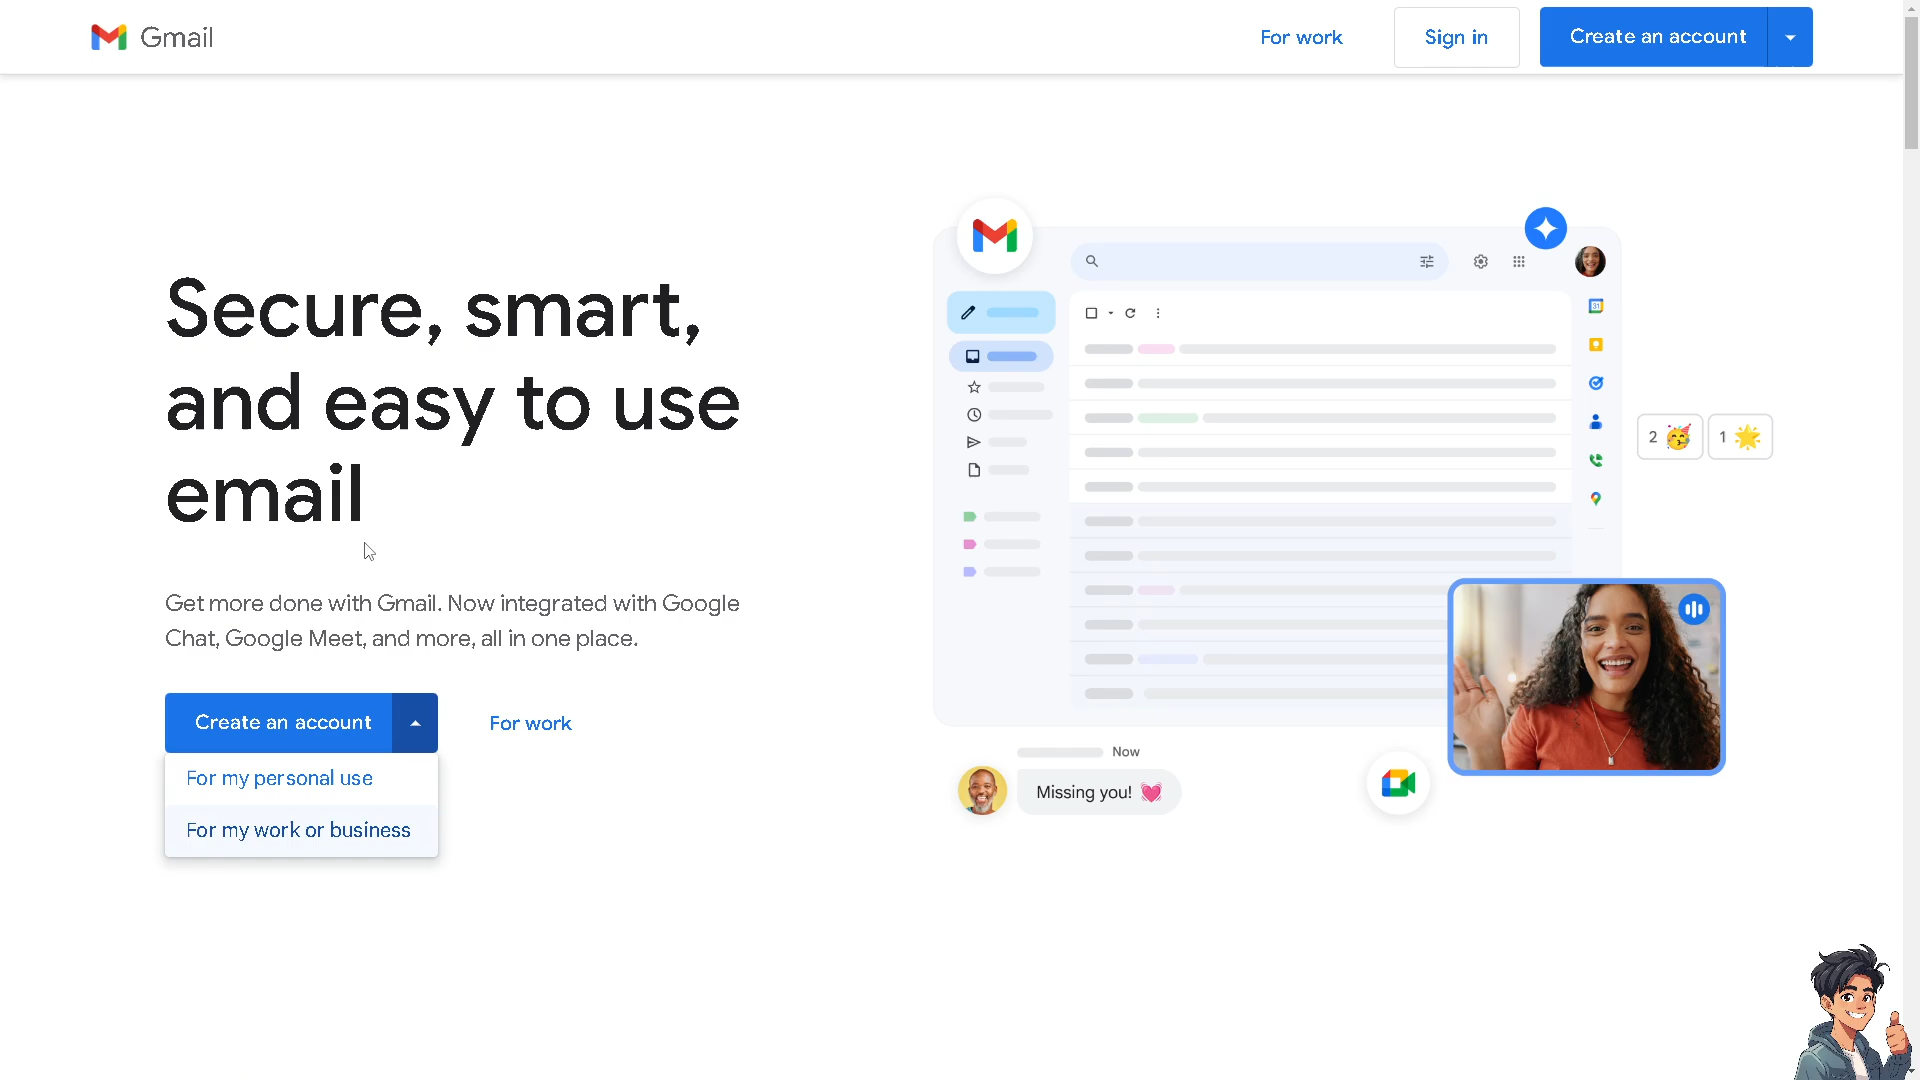 Gmail
For work
Sign in
Create an account
Secure, smart,
and easy to use
email
Get more done with Gmail. Now integrated with Google
Chat, Google Meet, and more, all in one place.
Create an account
For work
For my personal use
For my work or business
31
2 🥳
1 🌟
Now
Missing you! 💓